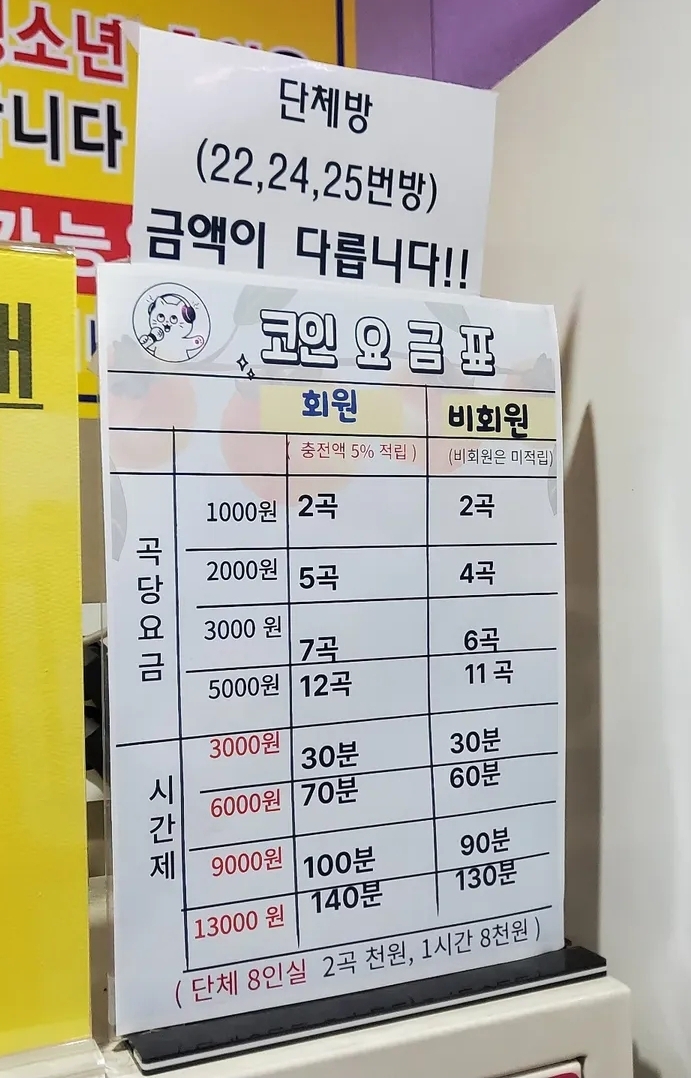 소년
니다
가능
단체방
(22,24,25번방)
금액이 다릅니다!!
코인 요금표
회원 비회원
( 충전액 5% 적립 ) (비회원은 미적립)
곡당요금
1000원 2곡 2곡
2000원 5곡 4곡
3000 원 7곡 6곡
5000원 12곡 11 곡
시간제
3000원 30분 30분
6000원 70분 60분
9000원 100분 90분
13000 원 140분 130분
( 단체 8인실 2곡 천원, 1시간 8천원 )